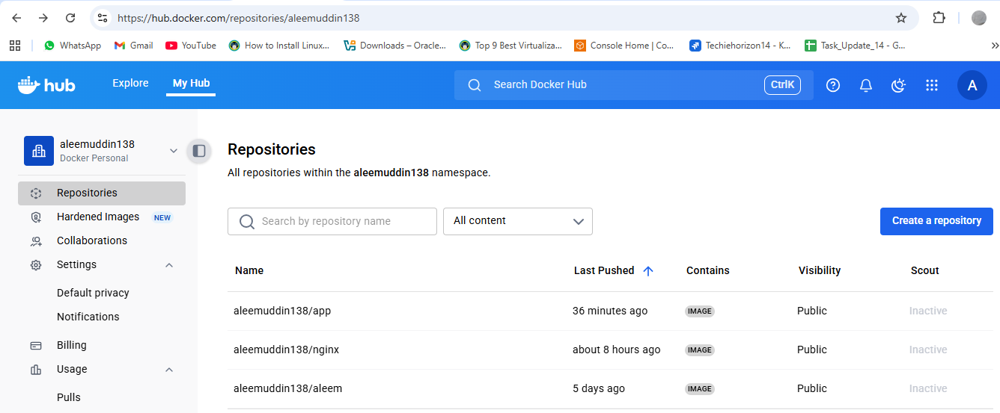 https://hub.docker.com/repositories/aleemuddin138
WhatsApp Gmail YouTube How to Install Linux... Downloads – Oracle... Top 9 Best Virtualiza... Console Home | Co... Techiehorizon14 - K... Task_Update_14 - G... »
hub Explore My Hub Search Docker Hub CtrlK A
aleemuddin138
Docker Personal
Repositories
Hardened Images NEW
Collaborations
Settings
Default privacy
Notifications
Billing
Usage
Pulls
Repositories
All repositories within the aleemuddin138 namespace.
Search by repository name All content Create a repository
Name Last Pushed Contains Visibility Scout
aleemuddin138/app 36 minutes ago IMAGE Public Inactive
aleemuddin138/nginx about 8 hours ago IMAGE Public Inactive
aleemuddin138/aleem 5 days ago IMAGE Public Inactive